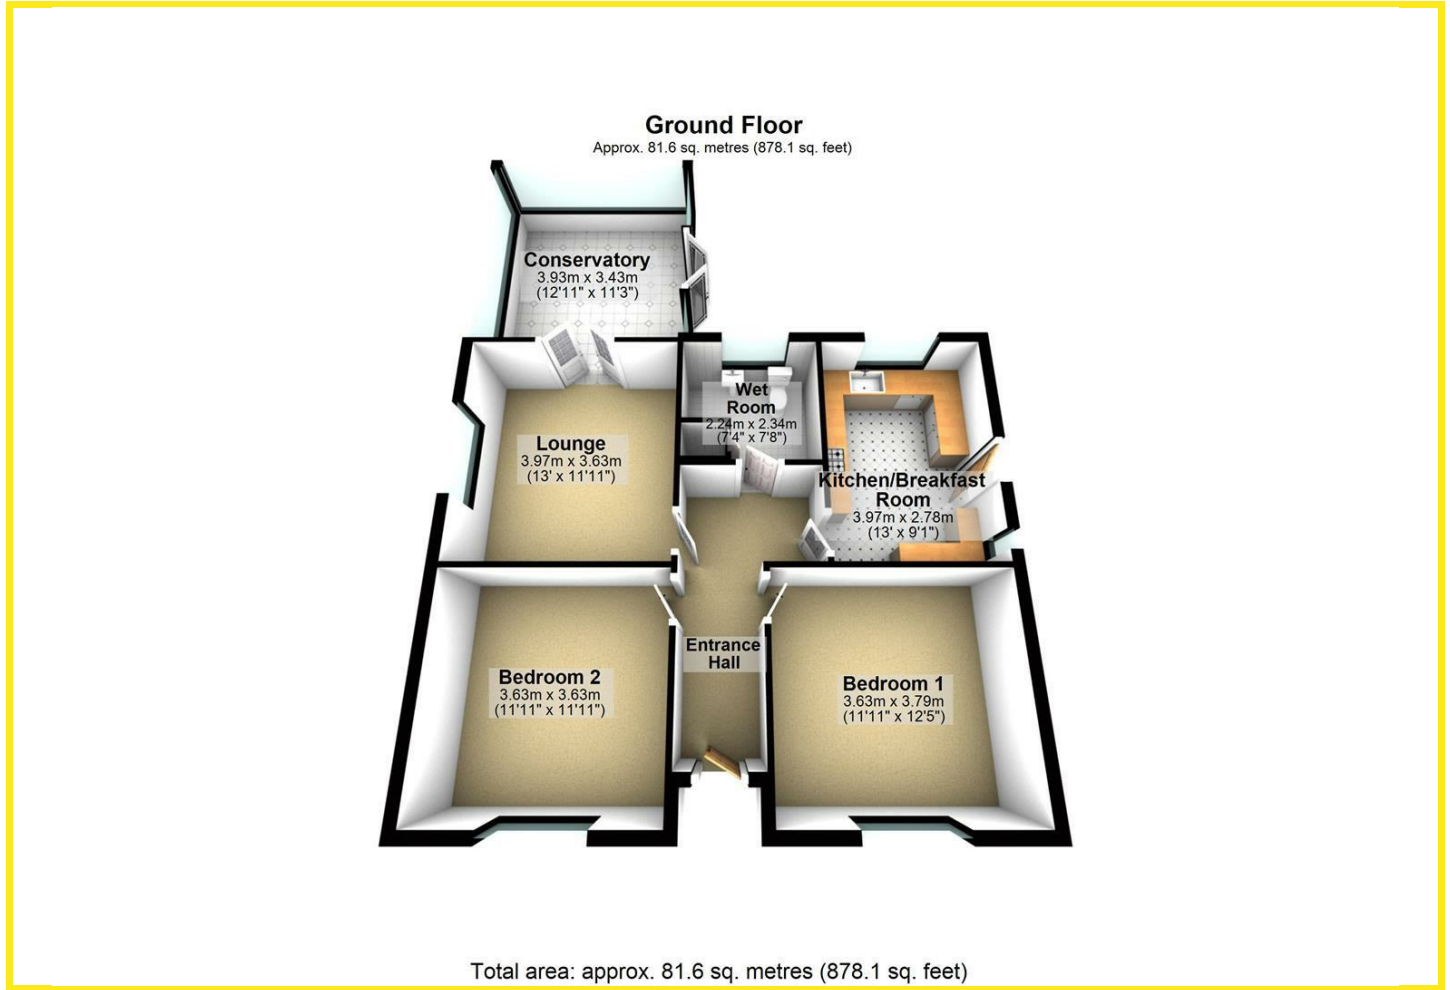 Ground Floor
Approx. 81.6 sq. metres (878.1 sq. feet)
Conservatory
3.93m x 3.43m
(12'11" x 11'3")
Wet
Room
2.24m x 2.34m
(7'4" x 7'8")
Lounge
3.97m x 3.63m
(13' x 11'11")
Kitchen/Breakfast
Room
3.97m x 2.78m
(13' x 9'1")
Entrance
Hall
Bedroom 2
3.63m x 3.63m
(11'11" x 11'11")
Bedroom 1
3.63m x 3.79m
(11'11" x 12'5")
Total area: approx. 81.6 sq. metres (878.1 sq. feet)